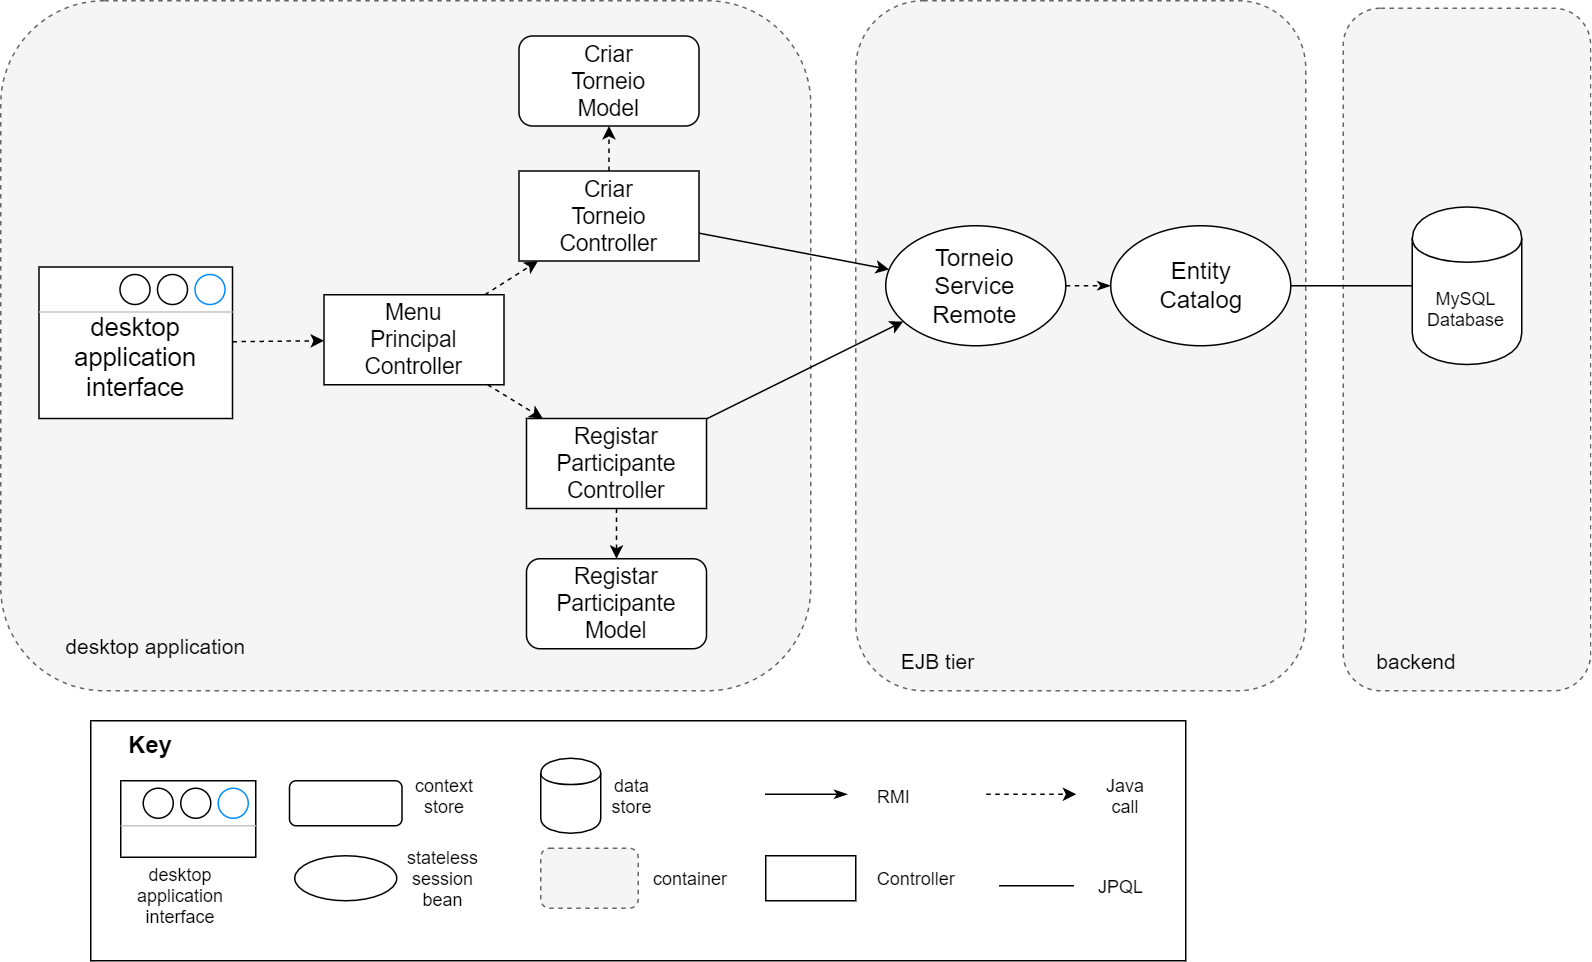 Criar
Torneio
Model
Criar
Torneio
Controller
desktop
application
interface
Menu
Principal
Controller
Registar
Participante
Controller
Registar
Participante
Model
desktop application
Torneio
Service
Remote
Entity
Catalog
EJB tier
MySQL
Database
backend
Key
context
store
data
store
RMI
Java
call
desktop
application
interface
stateless
session
bean
container
Controller
JPQL